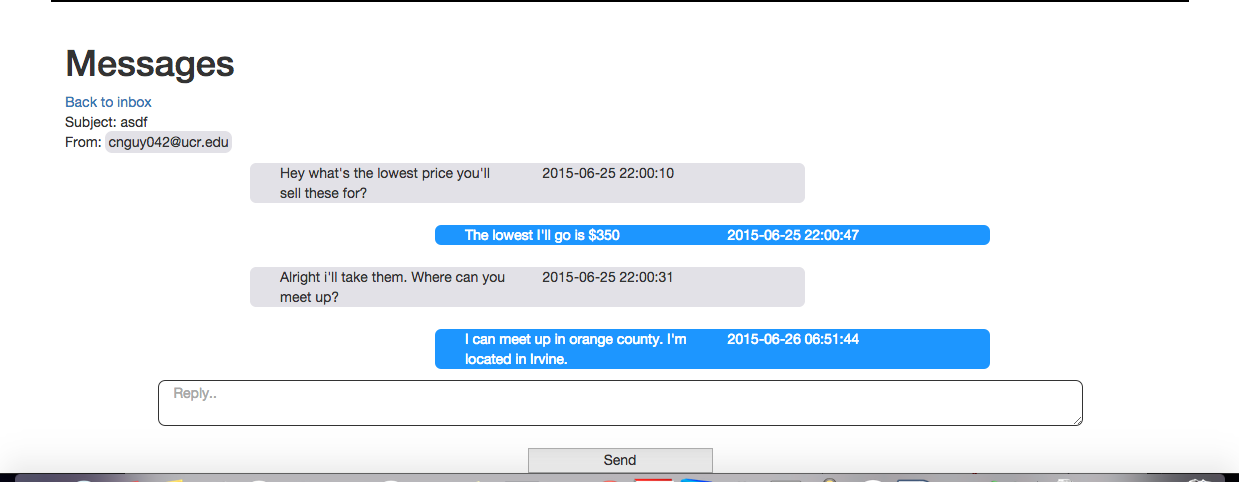 Messages
Back to inbox
Subject: asdf
From: cnguy042@ucr.edu
Hey what's the lowest price you'll 2015-06-25 22:00:10
sell these for?
The lowest I'll go is $350 2015-06-25 22:00:47
Alright i'll take them. Where can you 2015-06-25 22:00:31
meet up?
I can meet up in orange county. I'm 2015-06-26 06:51:44
located in Irvine.
Reply..
Send